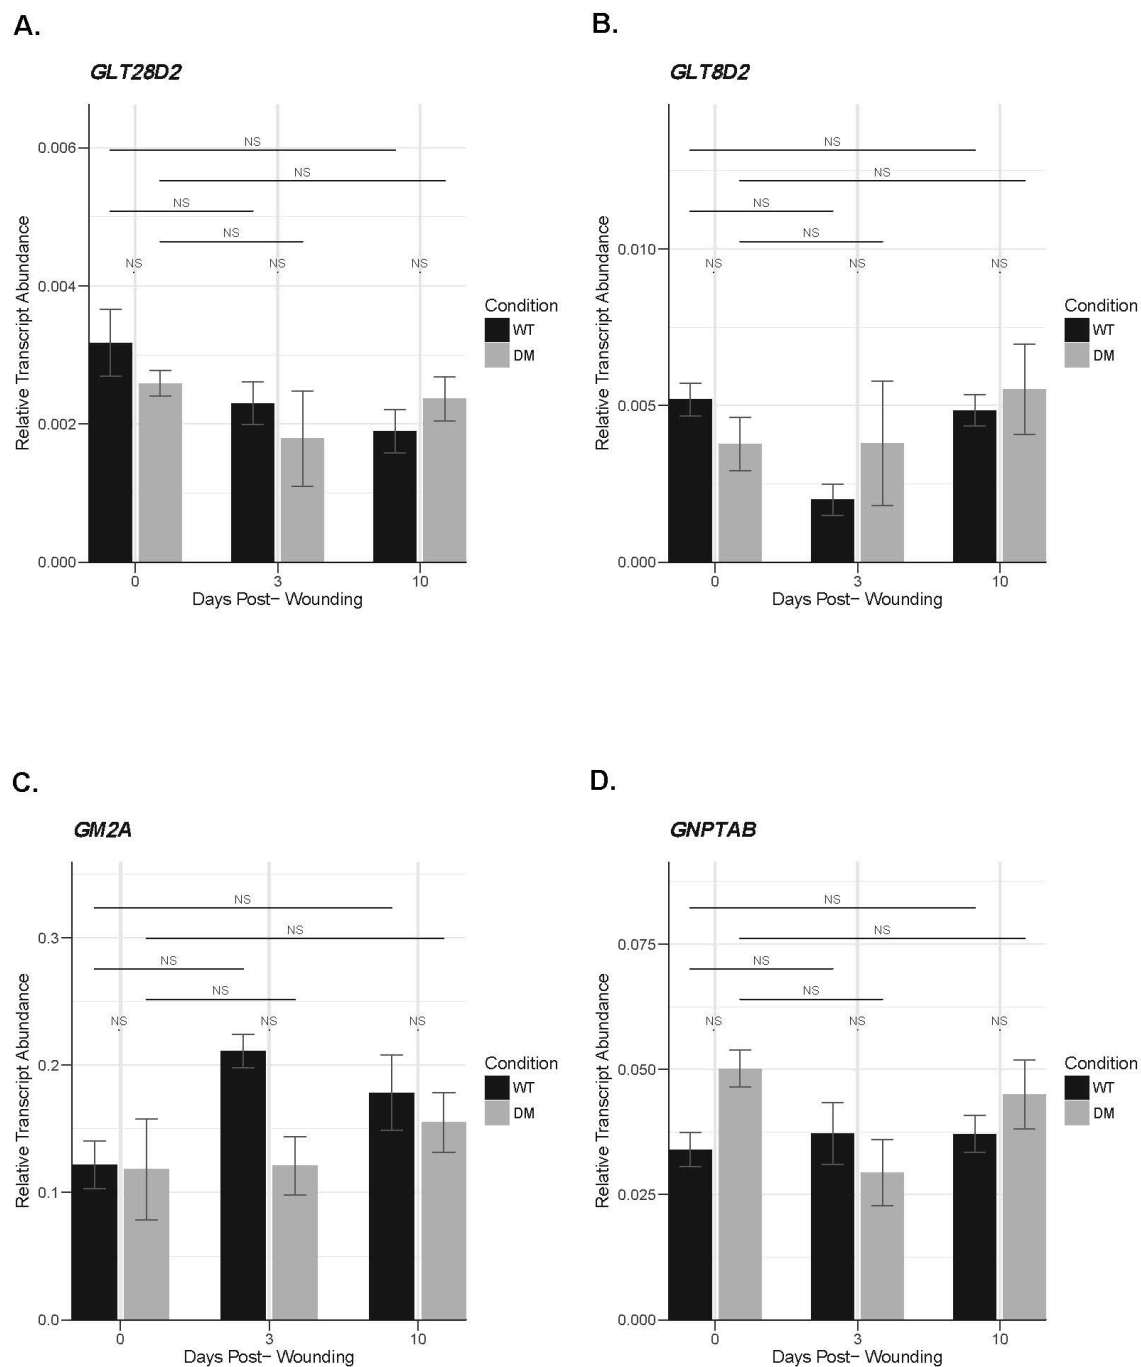 A.
GLT28D2
NS
NS
NS
NS
NS NS NS
0.006
0.004
0.002
0.000
Relative Transcript Abundance
0 3 10
Days Post− Wounding
Condition
WT
DM
B.
GLT8D2
NS
NS
NS
NS
NS NS NS
0.010
0.005
0.000
Relative Transcript Abundance
0 3 10
Days Post− Wounding
Condition
WT
DM
C.
GM2A
NS
NS
NS
NS
NS NS NS
0.3
0.2
0.1
0.0
Relative Transcript Abundance
0 3 10
Days Post− Wounding
Condition
WT
DM
D.
GNPTAB
NS
NS
NS
NS
NS NS NS
0.075
0.050
0.025
0.000
Relative Transcript Abundance
0 3 10
Days Post− Wounding
Condition
WT
DM